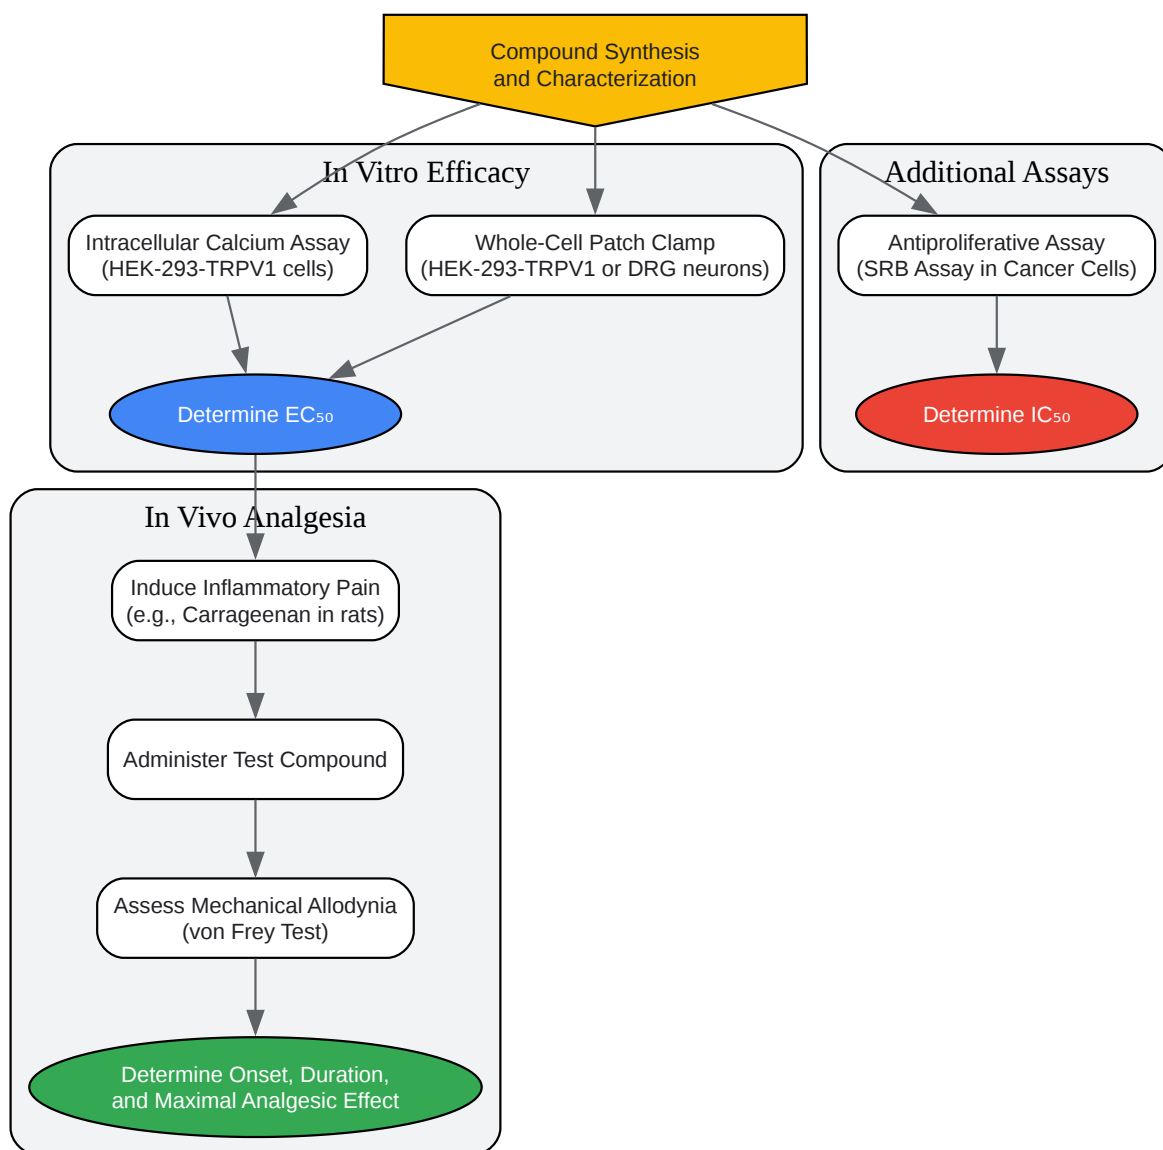 Compound Synthesis
and Characterization
In Vitro Efficacy
Additional Assays
Intracellular Calcium Assay
(HEK-293-TRPV1 cells)
Whole-Cell Patch Clamp
(HEK-293-TRPV1 or DRG neurons)
Antiproliferative Assay
(SRB Assay in Cancer Cells)
Determine EC₅₀
Determine IC₅₀
In Vivo Analgesia
Induce Inflammatory Pain
(e.g., Carrageenan in rats)
Administer Test Compound
Assess Mechanical Allodynia
(von Frey Test)
Determine Onset, Duration,
and Maximal Analgesic Effect